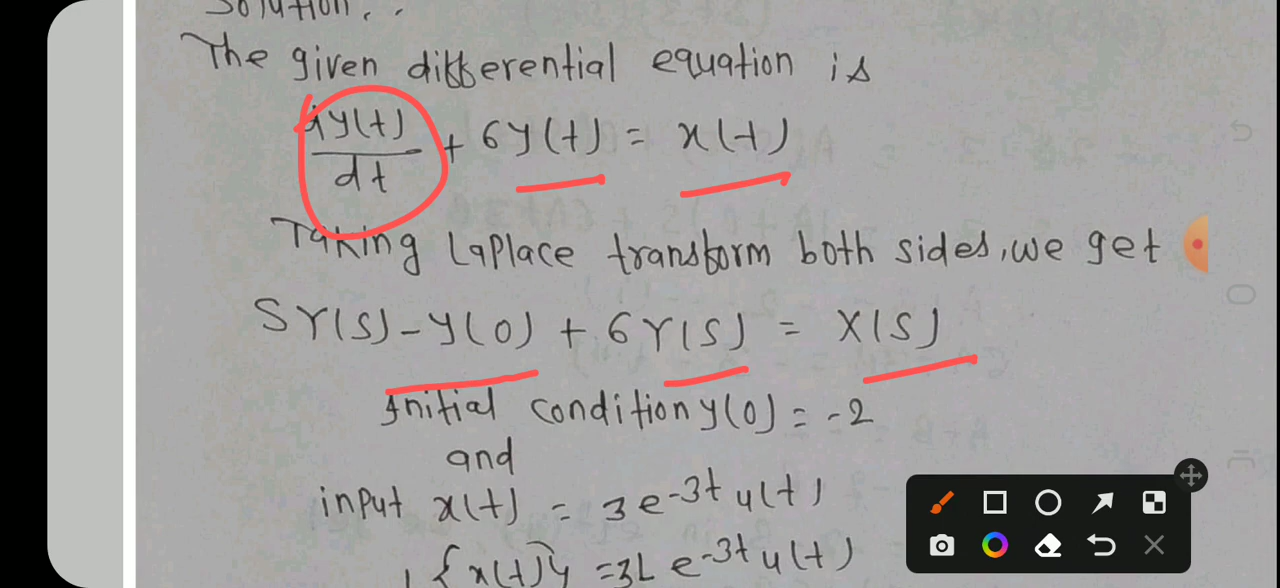 Solution. .
The given differential equation is
dy(t)/dt + 6y(t) = x(t)
Taking Laplace transform both sides, we get
SY(S) - y(0) + 6Y(S) = X(S)
Initial condition y(0) = -2
and
input x(t) = 3e^-3t u(t)
L{x(t)} = 3L e^-3t u(t)